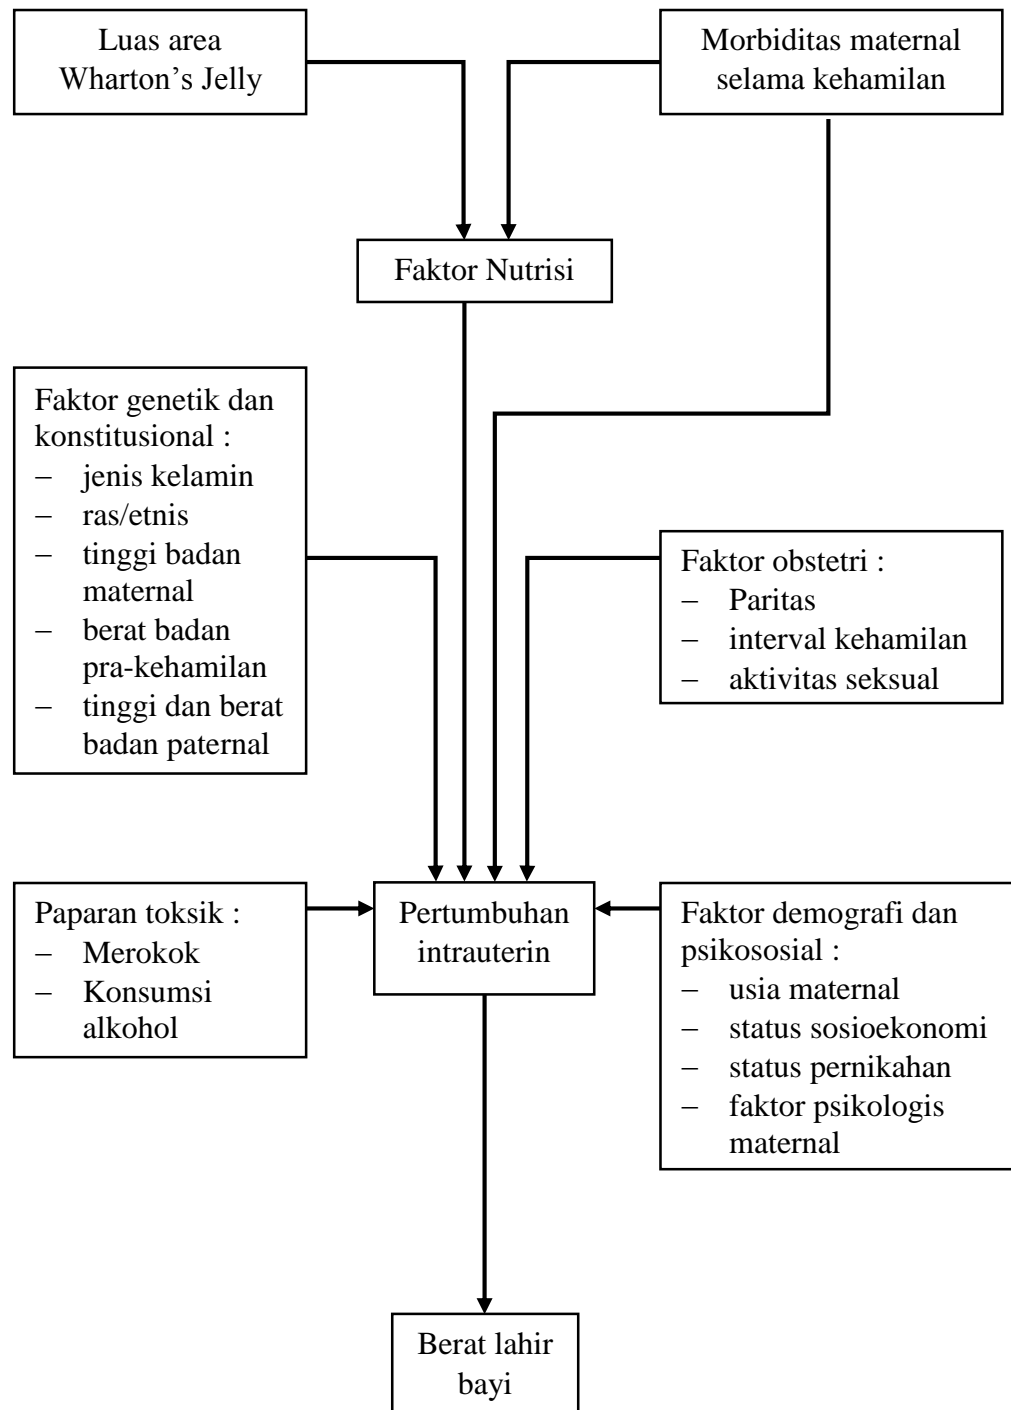 Luas area
Wharton’s Jelly
Morbiditas maternal
selama kehamilan
Faktor Nutrisi
Faktor genetik dan
konstitusional :
– jenis kelamin
– ras/etnis
– tinggi badan
maternal
– berat badan
pra-kehamilan
– tinggi dan berat
badan paternal
Faktor obstetri :
– Paritas
– interval kehamilan
– aktivitas seksual
Paparan toksik :
– Merokok
– Konsumsi
alkohol
Pertumbuhan
intrauterin
Faktor demografi dan
psikososial :
– usia maternal
– status sosioekonomi
– status pernikahan
– faktor psikologis
maternal
Berat lahir
bayi